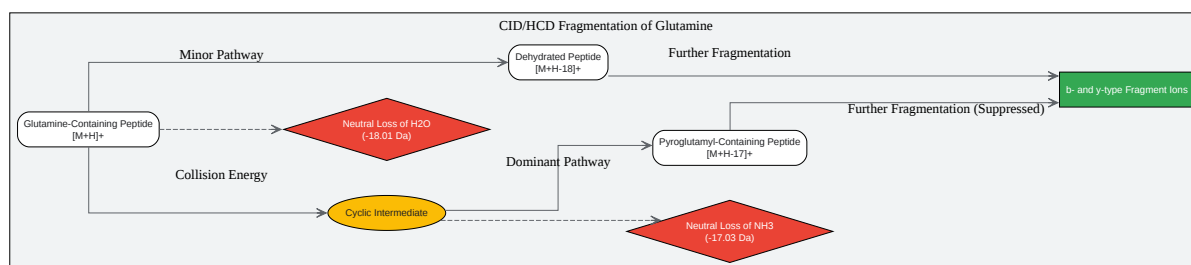 CID/HCD Fragmentation of Glutamine
Minor Pathway
Dehydrated Peptide
[M+H-18]+
Further Fragmentation
b- and y-type Fragment Ions
Further Fragmentation (Suppressed)
Glutamine-Containing Peptide
[M+H]+
Neutral Loss of H2O
(-18.01 Da)
Pyroglutamyl-Containing Peptide
[M+H-17]+
Dominant Pathway
Collision Energy
Cyclic Intermediate
Neutral Loss of NH3
(-17.03 Da)